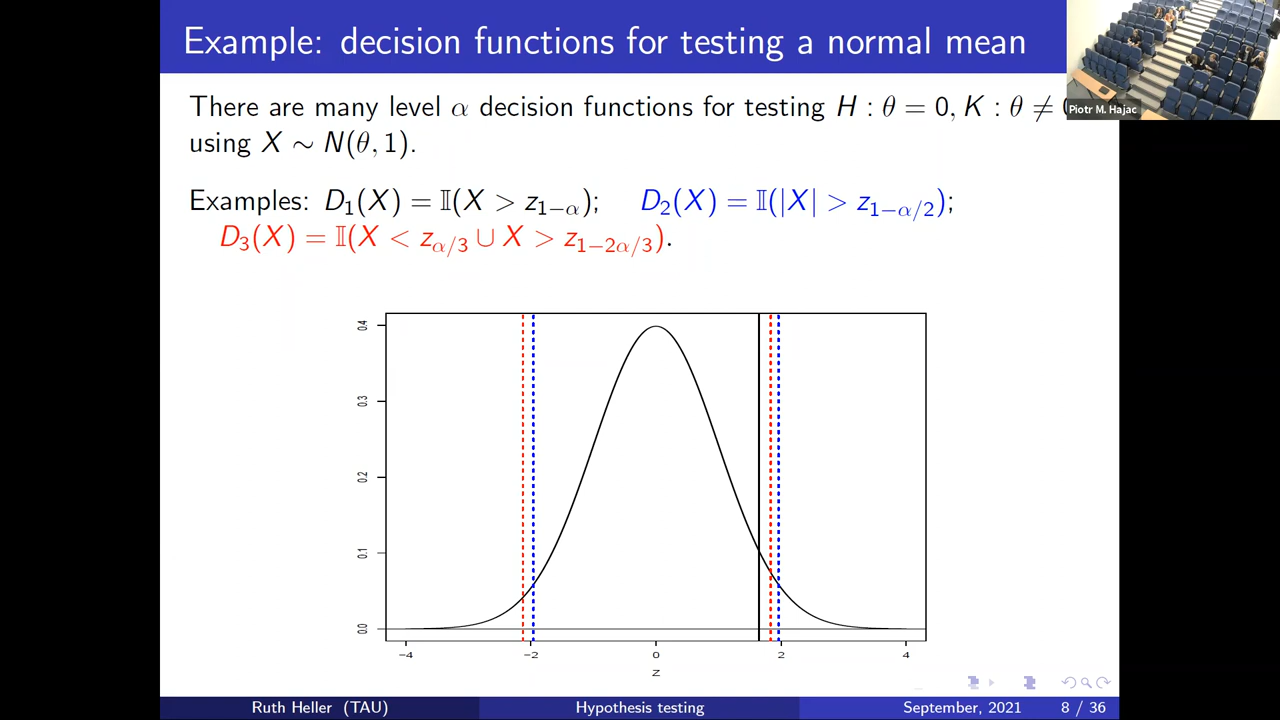 Example: decision functions for testing a normal mean
There are many level α decision functions for testing H : θ = 0, K : θ ≠
using X ∼ N(θ, 1).
Examples: D₁(X) = 𝕀(X > z₁₋α); D₂(X) = 𝕀(|X| > z₁₋α/₂);
D₃(X) = 𝕀(X < zα/₃ ∪ X > z₁₋₂α/₃).
Piotr M. Hajac
0.4
0.3
0.2
0.1
0.0
−4 −2 0 2 4
z
Ruth Heller (TAU) Hypothesis testing September, 2021 8 / 36